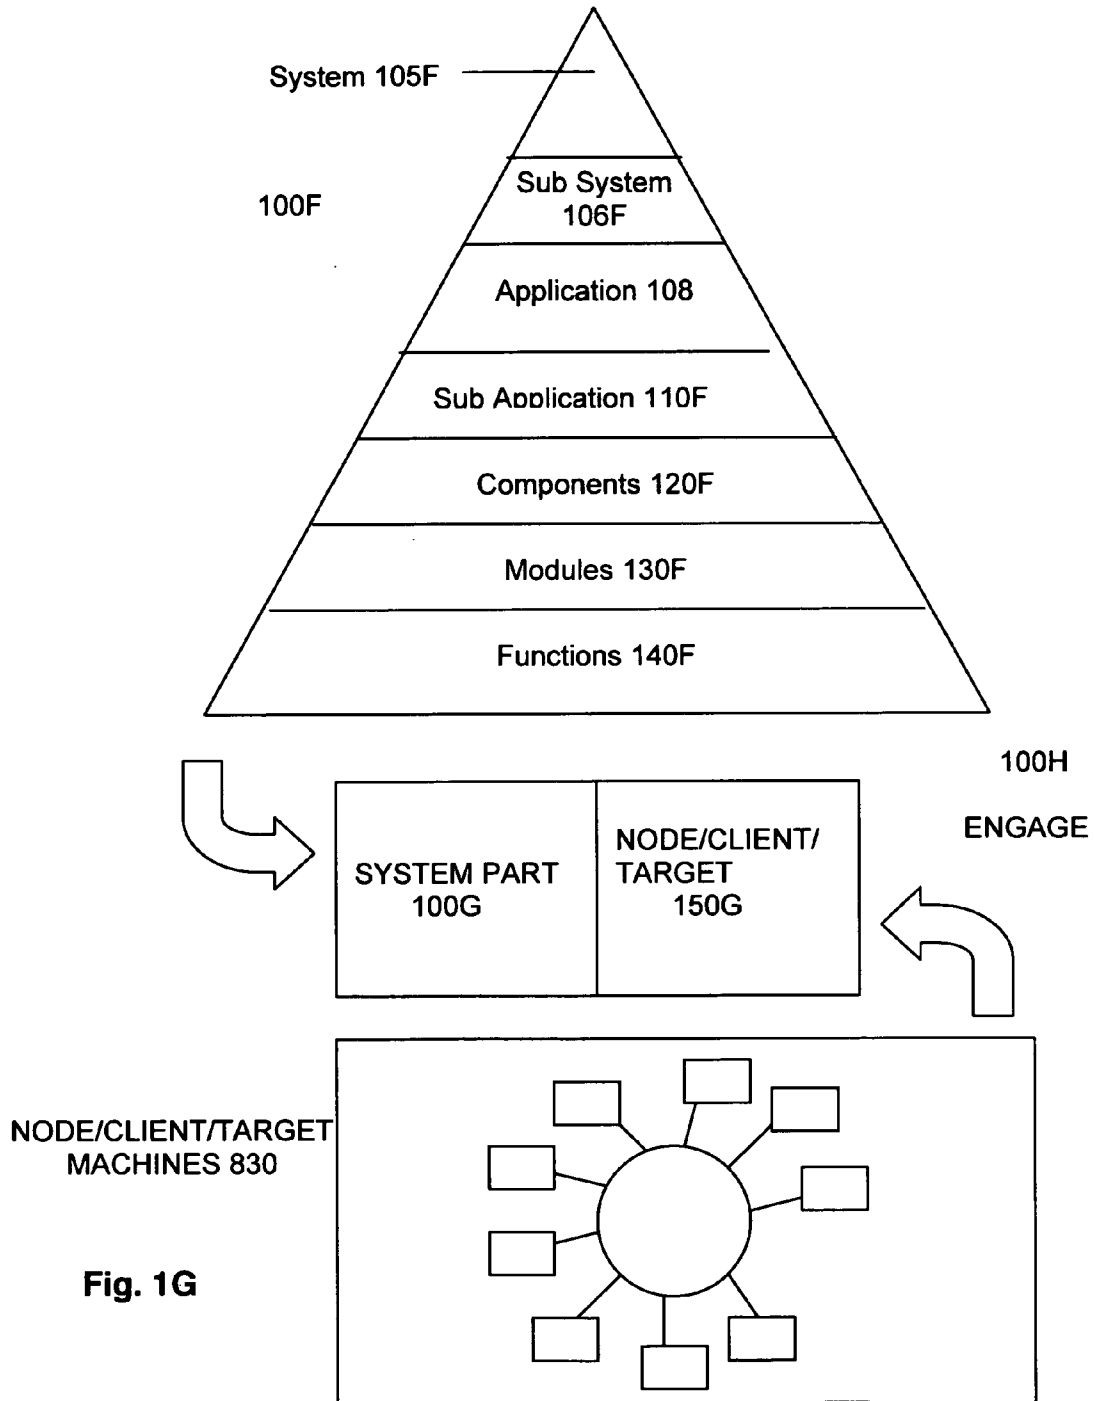 System 105F
Sub System
106F
100F
Application 108
Sub Application 110F
Components 120F
Modules 130F
Functions 140F
100H
ENGAGE
SYSTEM PART
100G
NODE/CLIENT/
TARGET
150G
NODE/CLIENT/TARGET
MACHINES 830
Fig. 1G